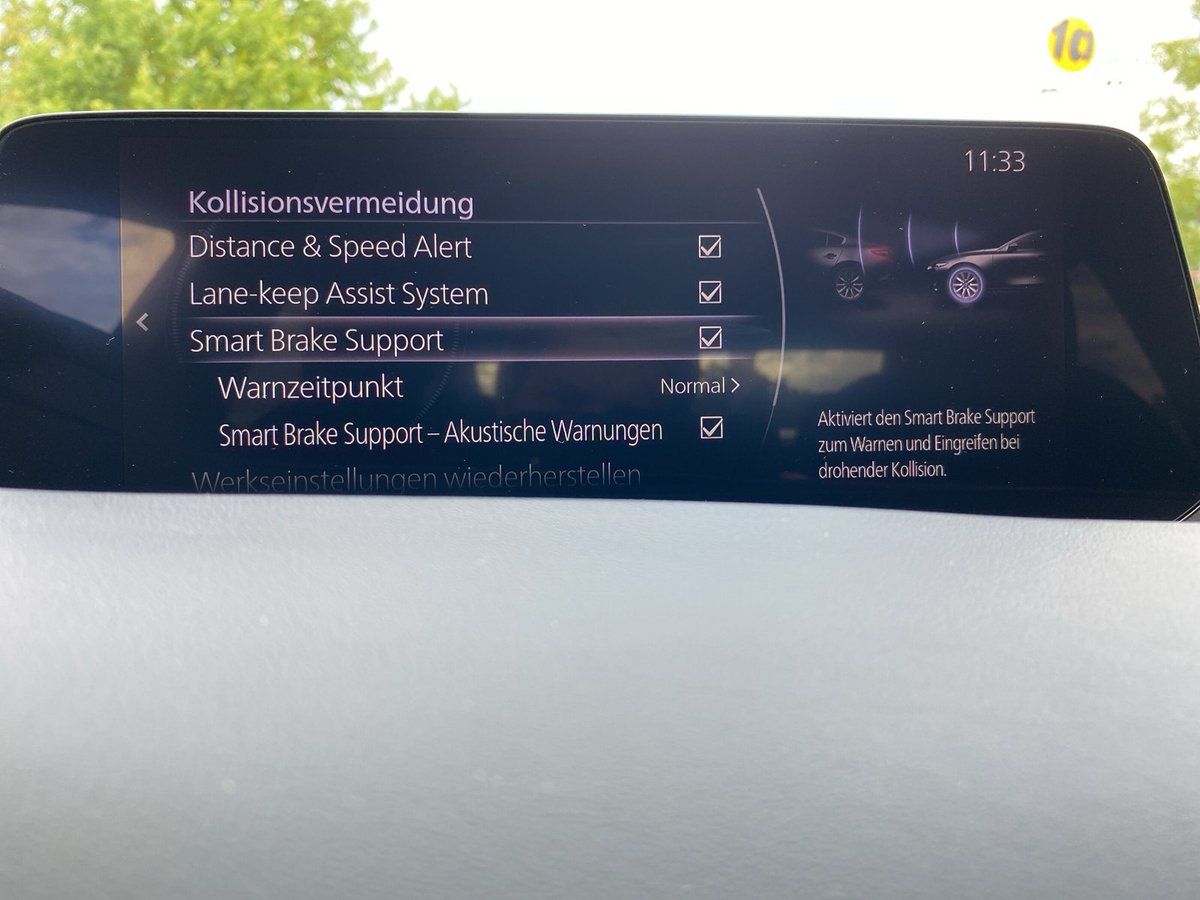 10
11:33
Kollisionsvermeidung
Distance & Speed Alert
Lane-keep Assist System
Smart Brake Support
Warnzeitpunkt Normal >
Smart Brake Support – Akustische Warnungen
Werkseinstellungen wiederherstellen
Aktiviert den Smart Brake Support
zum Warnen und Eingreifen bei
drohender Kollision.